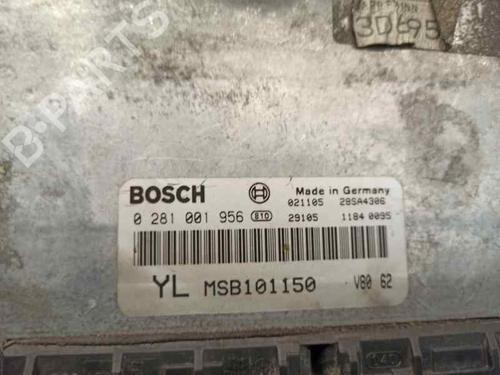 3D695
B-PARTS
BOSCH Made in Germany
021105 28SA4306
0 281 001 956 S10 29105 1184 0095
YL MSB101150 V80 62